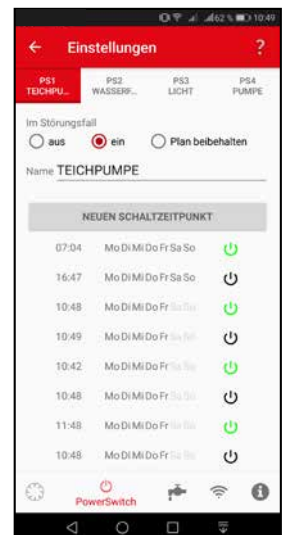 62 % 10:49
Einstellungen ?
PS1 PS2 PS3 PS4
TEICHPU... WASSERF... LICHT PUMPE
Im Störungsfall
aus ein Plan beibehalten
Name TEICHPUMPE
NEUEN SCHALTZEITPUNKT
07:04 Mo Di Mi Do Fr Sa So
16:47 Mo Di Mi Do Fr Sa So
10:48 Mo Di Mi Do Fr Sa So
10:49 Mo Di Mi Do Fr Sa So
10:42 Mo Di Mi Do Fr Sa So
10:48 Mo Di Mi Do Fr Sa So
11:48 Mo Di Mi Do Fr Sa So
10:48 Mo Di Mi Do Fr Sa So
PowerSwitch